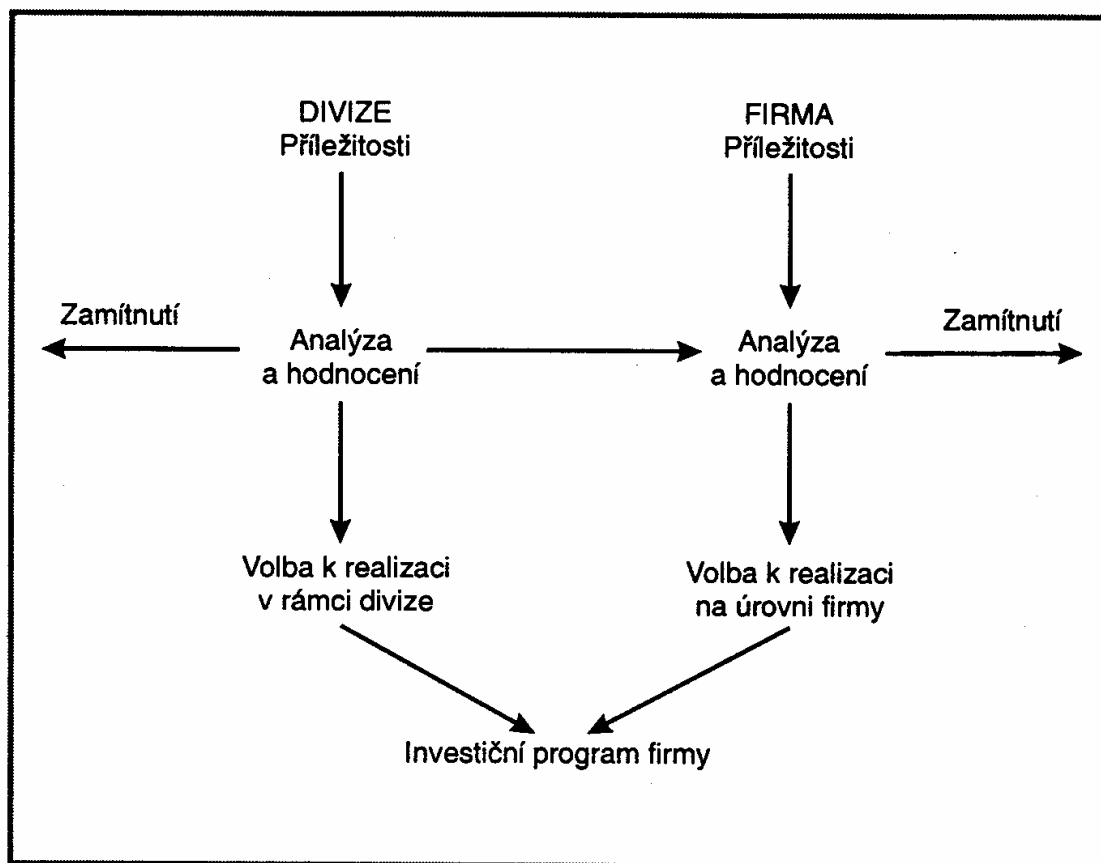 DIVIZE
Příležitosti
FIRMA
Příležitosti
Zamítnutí
Analýza
a hodnocení
Analýza
a hodnocení
Zamítnutí
Volba k realizaci
v rámci divize
Volba k realizaci
na úrovni firmy
Investiční program firmy